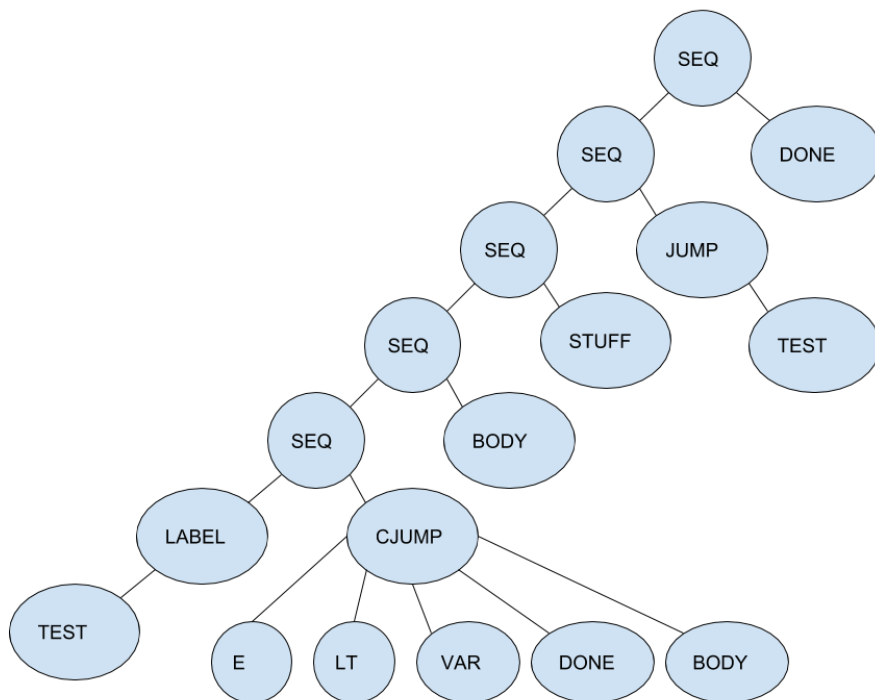 SEQ
SEQ DONE
SEQ JUMP
SEQ STUFF TEST
SEQ BODY
LABEL CJUMP
TEST E LT VAR DONE BODY